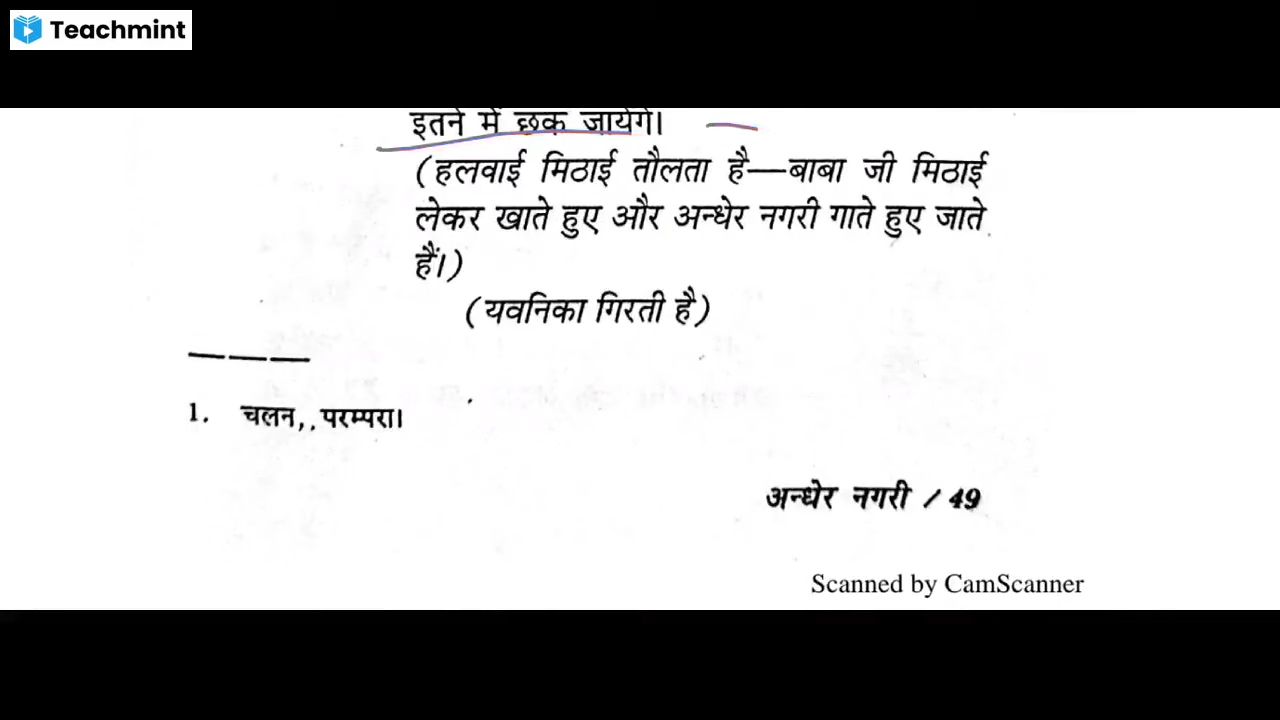 Teachmint
इतने में छक जायेंगे।
(हलवाई मिठाई तौलता है—बाबा जी मिठाई
लेकर खाते हुए और अन्धेर नगरी गाते हुए जाते
हैं।)
(यवनिका गिरती है)
1. चलन,, परम्परा।
अन्धेर नगरी / 49
Scanned by CamScanner